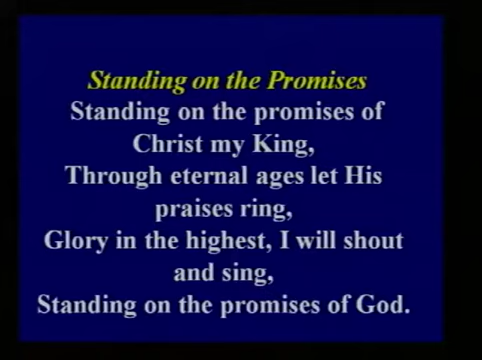 Standing on the Promises
Standing on the promises of
Christ my King,
Through eternal ages let His
praises ring,
Glory in the highest, I will shout
and sing,
Standing on the promises of God.